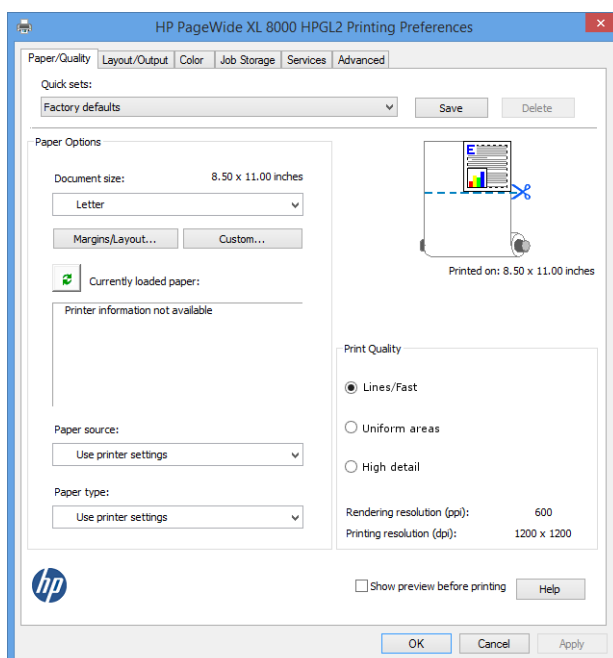 HP PageWide XL 8000 HPGL2 Printing Preferences
Paper/Quality Layout/Output Color Job Storage Services Advanced
Quick sets:
Factory defaults Save Delete
Paper Options
Document size: 8.50 x 11.00 inches
Letter
Margins/Layout... Custom...
Currently loaded paper:
Printer information not available
Paper source:
Use printer settings
Paper type:
Use printer settings
E
Printed on: 8.50 x 11.00 inches
Print Quality
Lines/Fast
Uniform areas
High detail
Rendering resolution (ppi): 600
Printing resolution (dpi): 1200 x 1200
hp
Show preview before printing Help
OK Cancel Apply